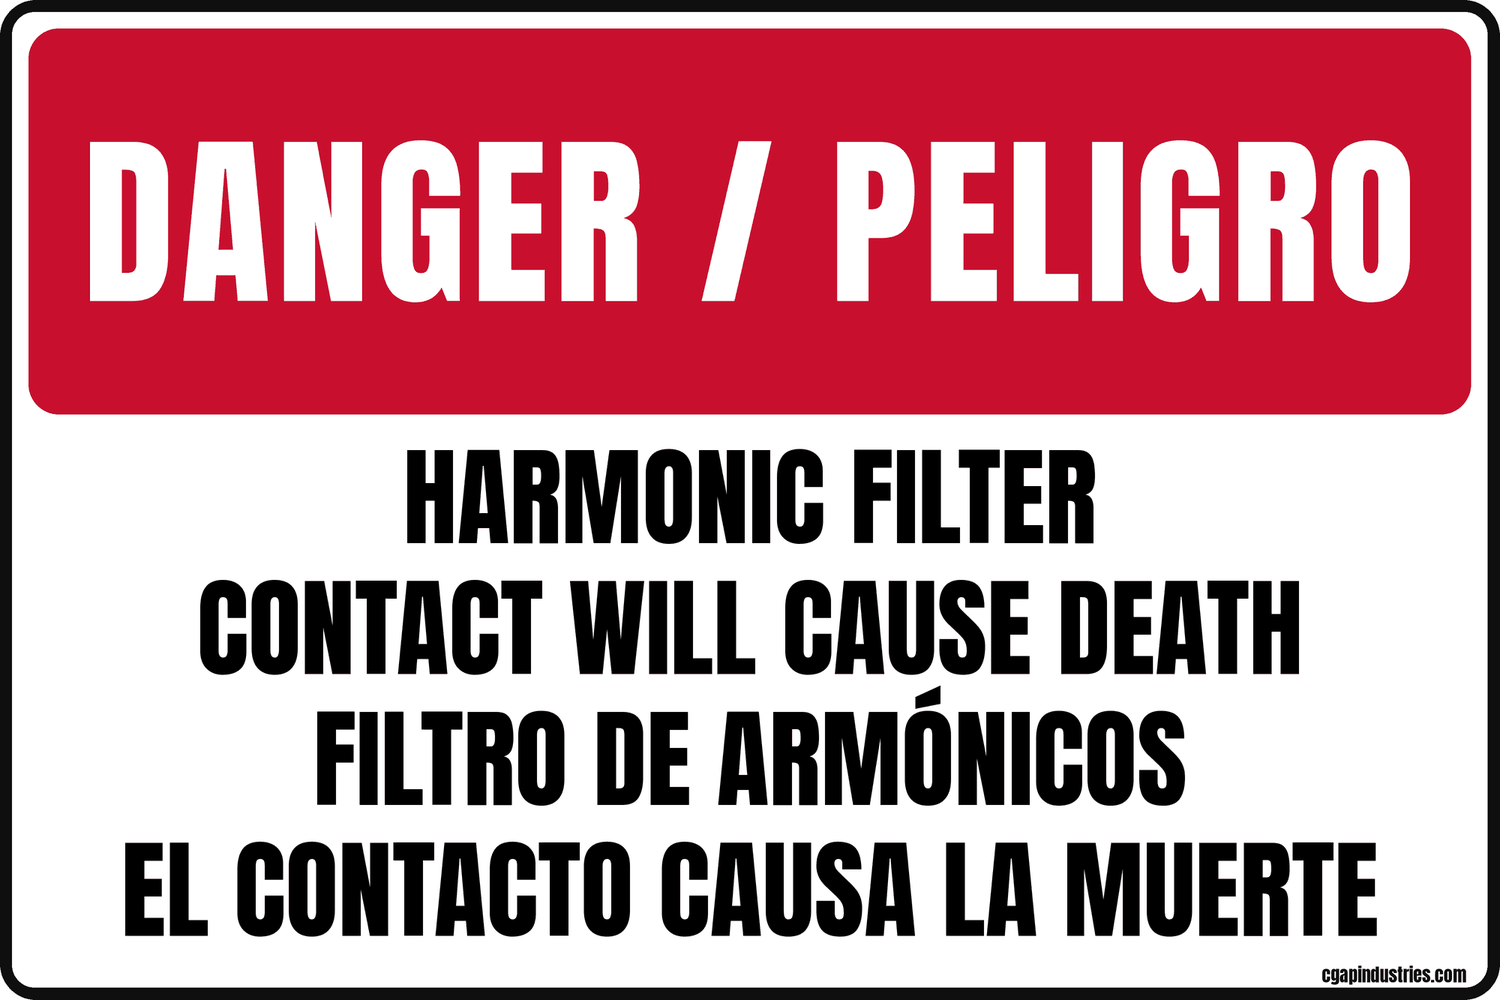 DANGER / PELIGRO
HARMONIC FILTER
CONTACT WILL CAUSE DEATH
FILTRO DE ARMÓNICOS
EL CONTACTO CAUSA LA MUERTE
cgapindustries.com